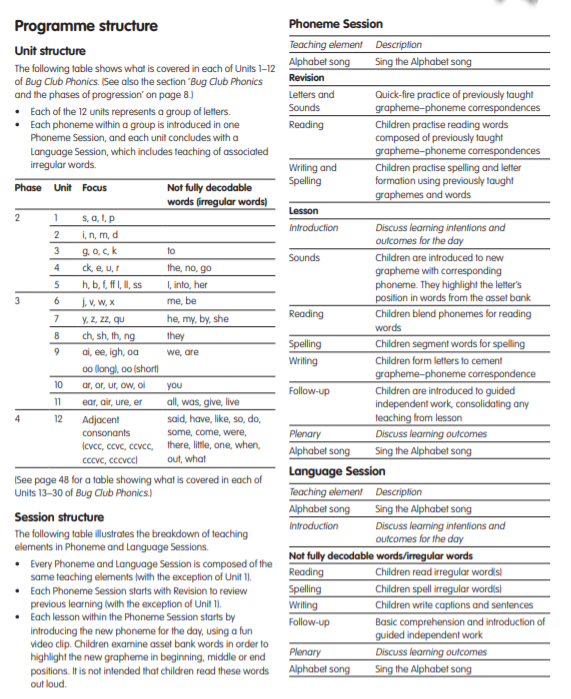 Programme structure
Unit structure
The following table shows what is covered in each of Units 1–12
of Bug Club Phonics. (See also the section ‘Bug Club Phonics
and the phases of progression’ on page 8.)
• Each of the 12 units represents a group of letters.
• Each phoneme within a group is introduced in one
Phoneme Session, and each unit concludes with a
Language Session, which includes teaching of associated
irregular words.
Phase Unit Focus Not fully decodable
words (irregular words)
2 1 s, a, t, p
2 i, n, m, d
3 g, o, c, k to
4 ck, e, u, r the, no, go
5 h, b, f, ff l, ll, ss I, into, her
3 6 j, v, w, x me, be
7 y, z, zz, qu he, my, by, she
8 ch, sh, th, ng they
9 ai, ee, igh, oa we, are
oo (long), oo (short)
10 ar, or, ur, ow, oi you
11 ear, air, ure, er all, was, give, live
4 12 Adjacent said, have, like, so, do,
consonants some, come, were,
(cvcc, ccvc, ccvcc, there, little, one, when,
cccvc, cccvcc) out, what
(See page 48 for a table showing what is covered in each of
Units 13–30 of Bug Club Phonics.)
Session structure
The following table illustrates the breakdown of teaching
elements in Phoneme and Language Sessions.
• Every Phoneme and Language Session is composed of the
same teaching elements (with the exception of Unit 1).
• Each Phoneme Session starts with Revision to review
previous learning (with the exception of Unit 1).
• Each lesson within the Phoneme Session starts by
introducing the new phoneme for the day, using a fun
video clip. Children examine asset bank words in order to
highlight the new grapheme in beginning, middle or end
positions. It is not intended that children read these words
out loud.
Phoneme Session
Teaching element Description
Alphabet song Sing the Alphabet song
Revision
Letters and Quick-fire practice of previously taught
Sounds grapheme–phoneme correspondences
Reading Children practise reading words
composed of previously taught
grapheme–phoneme correspondences
Writing and Children practise spelling and letter
Spelling formation using previously taught
graphemes and words
Lesson
Introduction Discuss learning intentions and
outcomes for the day
Sounds Children are introduced to new
grapheme with corresponding
phoneme. They highlight the letter’s
position in words from the asset bank
Reading Children blend phonemes for reading
words
Spelling Children segment words for spelling
Writing Children form letters to cement
grapheme–phoneme correspondence
Follow-up Children are introduced to guided
independent work, consolidating any
teaching from lesson
Plenary Discuss learning outcomes
Alphabet song Sing the Alphabet song
Language Session
Teaching element Description
Alphabet song Sing the Alphabet song
Introduction Discuss learning intentions and
outcomes for the day
Not fully decodable words/irregular words
Reading Children read irregular word(s)
Spelling Children spell irregular word(s)
Writing Children write captions and sentences
Follow-up Basic comprehension and introduction of
guided independent work
Plenary Discuss learning outcomes
Alphabet song Sing the Alphabet song